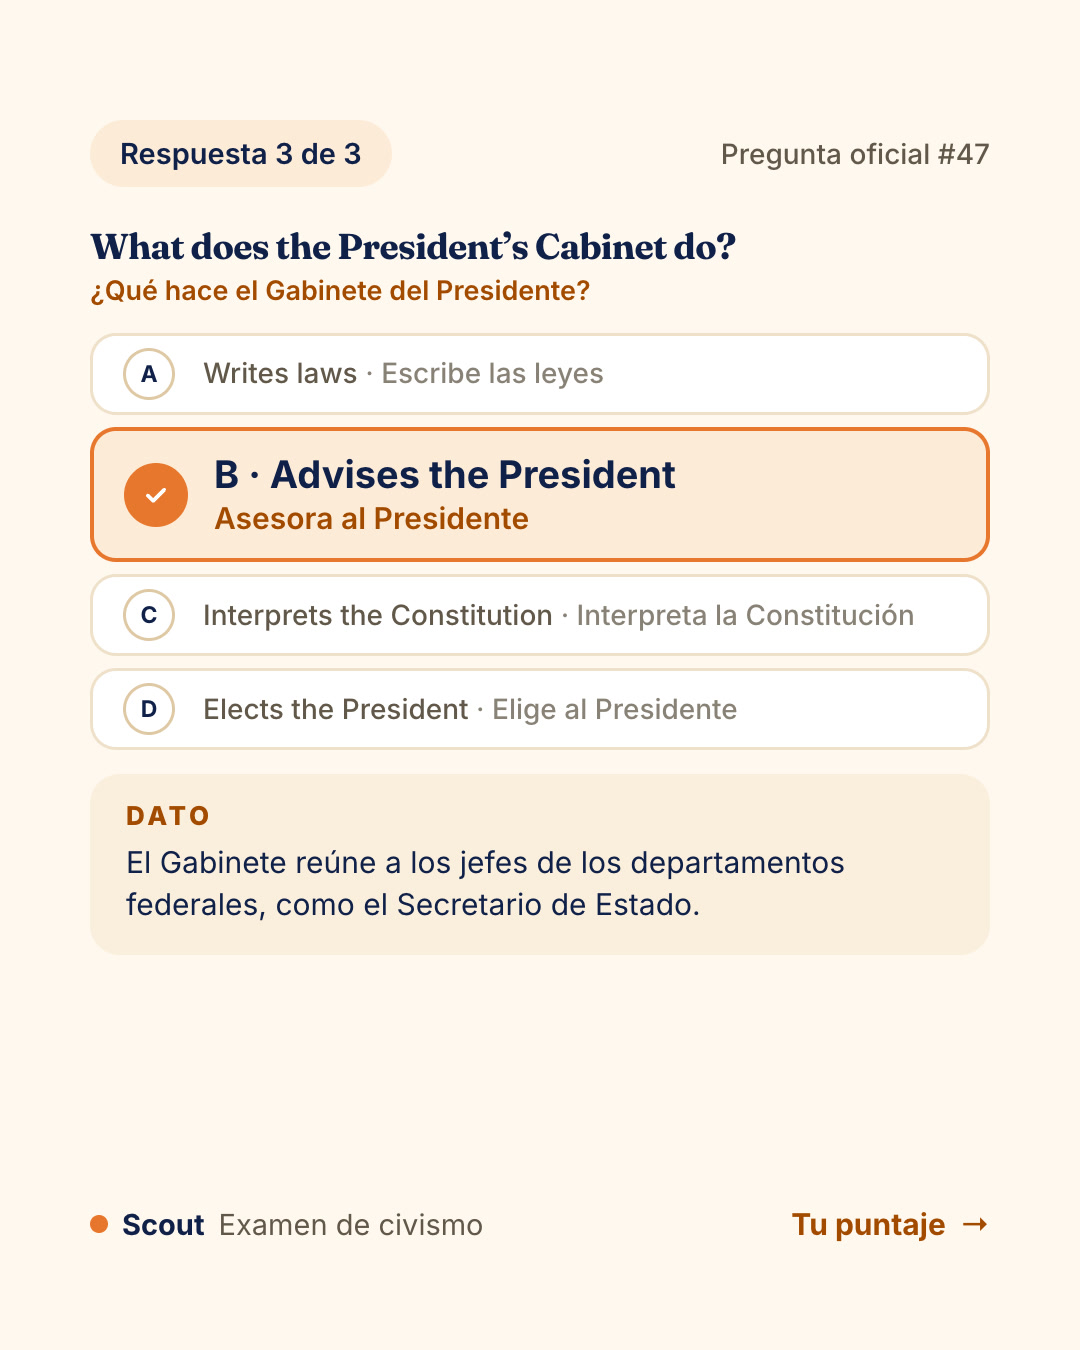 Respuesta 3 de 3
Pregunta oficial #47
What does the President’s Cabinet do?
¿Qué hace el Gabinete del Presidente?
A Writes laws · Escribe las leyes
B · Advises the President
Asesora al Presidente
C Interprets the Constitution · Interpreta la Constitución
D Elects the President · Elige al Presidente
DATO
El Gabinete reúne a los jefes de los departamentos
federales, como el Secretario de Estado.
Scout Examen de civismo
Tu puntaje →